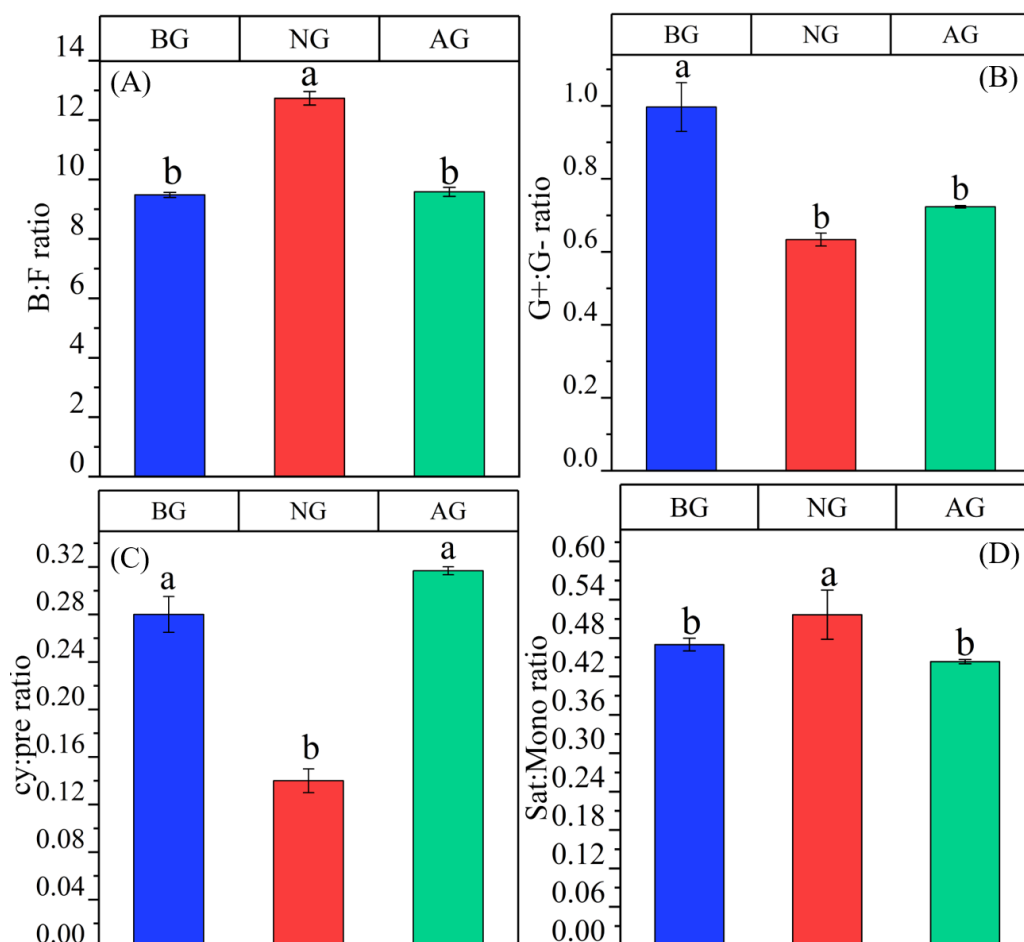 BG NG AG
(A)
14
12
10
8
6
4
2
0
B:F ratio
b
a
b
BG NG AG
(B)
1.0
0.8
0.6
0.4
0.2
0.0
G+:G- ratio
a
b
b
BG NG AG
(C)
0.32
0.28
0.24
0.20
0.16
0.12
0.08
0.04
0.00
cy:pre ratio
a
b
a
BG NG AG
(D)
0.60
0.54
0.48
0.42
0.36
0.30
0.24
0.18
0.12
0.06
0.00
Sat:Mono ratio
b
a
b